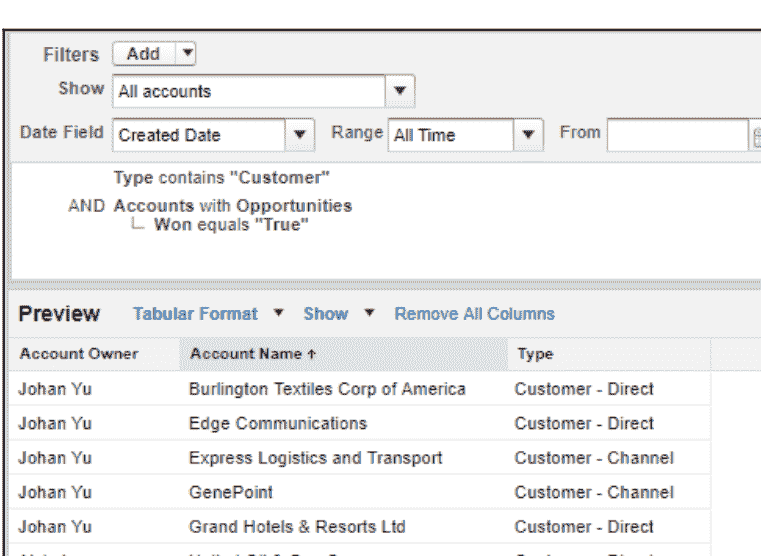 Filters Add
Show All accounts
Date Field Created Date Range All Time From
Type contains "Customer"
AND Accounts with Opportunities
Won equals "True"
Preview Tabular Format Show Remove All Columns
Account Owner Account Name ↑ Type
Johan Yu Burlington Textiles Corp of America Customer - Direct
Johan Yu Edge Communications Customer - Direct
Johan Yu Express Logistics and Transport Customer - Channel
Johan Yu GenePoint Customer - Channel
Johan Yu Grand Hotels & Resorts Ltd Customer - Direct